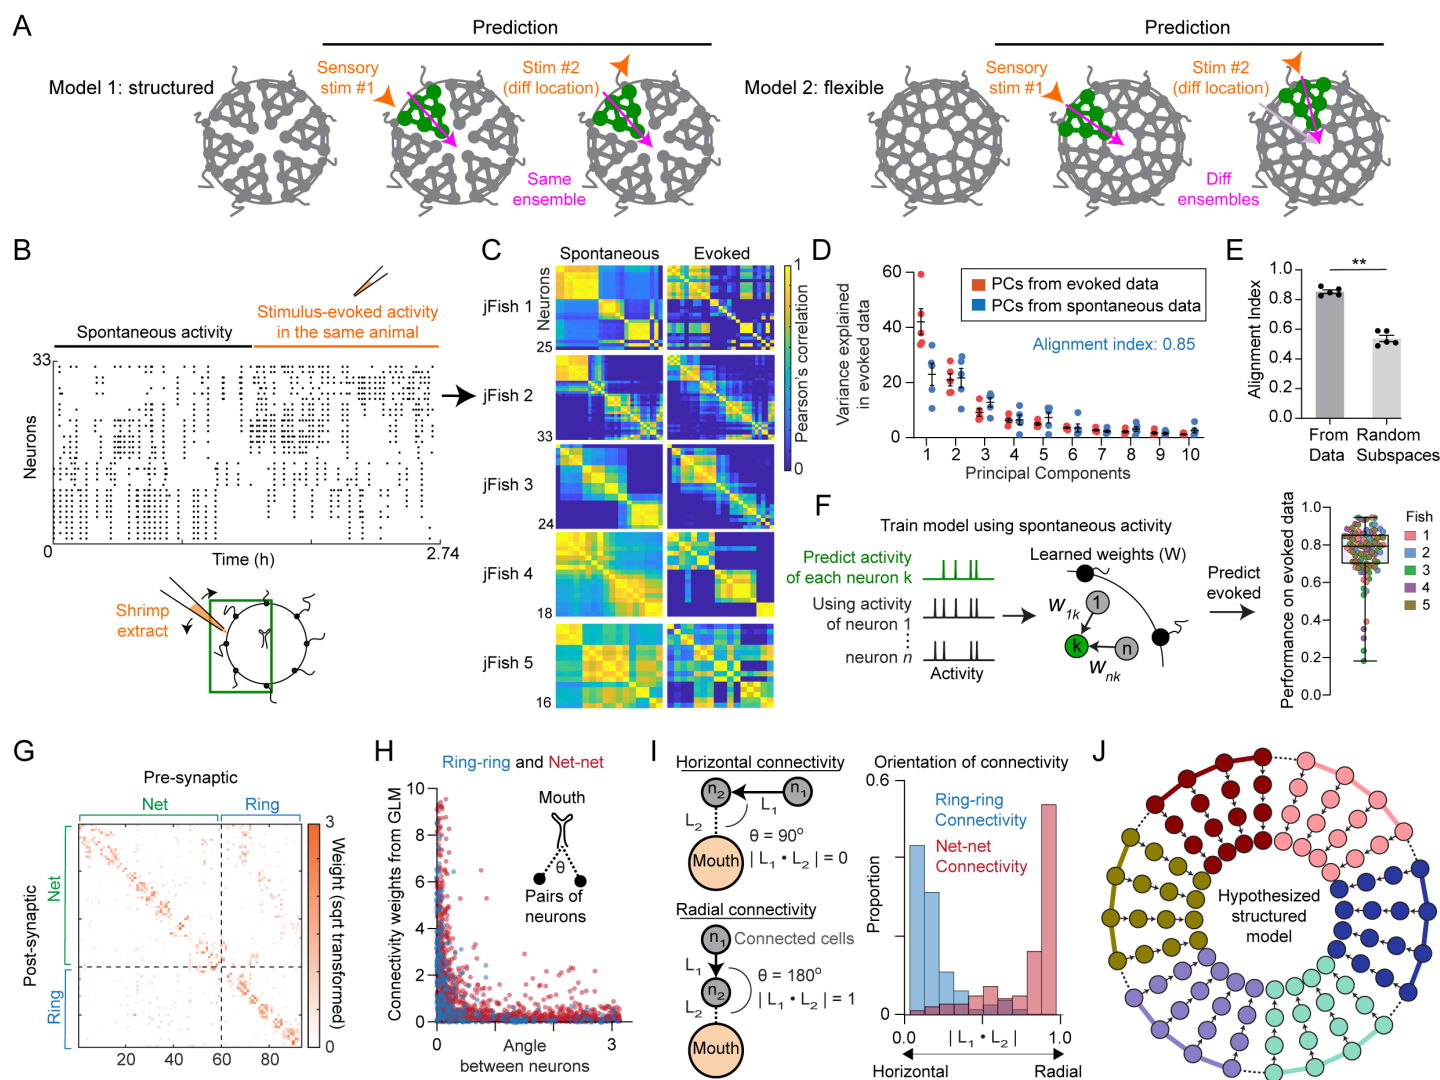 A
Prediction
Model 1: structured
Sensory
stim #1
Stim #2
(diff location)
Same
ensemble
Prediction
Model 2: flexible
Sensory
stim #1
Stim #2
(diff location)
Diff
ensembles
B
Spontaneous activity
Stimulus-evoked activity
in the same animal
33
Neurons
0
Time (h)
2.74
Shrimp
extract
C
Spontaneous
Evoked
Neurons
jFish 1
25
jFish 2
33
jFish 3
24
jFish 4
18
jFish 5
16
1
Pearson's correlation
0
D
Variance explained
in evoked data
60
40
20
0
PCs from evoked data
PCs from spontaneous data
Alignment index: 0.85
1 2 3 4 5 6 7 8 9 10
Principal Components
E
**
Alignment Index
1.0
0.8
0.6
0.4
0.2
0.0
From
Data
Random
Subspaces
F
Train model using spontaneous activity
Predict activity
of each neuron k
Using activity
of neuron 1
neuron n
Activity
Learned weights (W)
W1k
1
k
n
Wnk
Predict
evoked
Performance on evoked data
1.0
0.8
0.6
0.4
0.2
0.0
Fish
1
2
3
4
5
G
Pre-synaptic
Net
Ring
Post-synaptic
Net
Ring
20 40 60 80
3
Weight (sqrt transformed)
0
H
Ring-ring and Net-net
Connectivity weights from GLM
10
8
6
4
2
0
Mouth
θ
Pairs of
neurons
0
3
Angle
between neurons
I
Horizontal connectivity
n2
n1
L1
L2
θ = 90o
| L1 • L2 | = 0
Mouth
Radial connectivity
n1
Connected cells
L1
n2
θ = 180o
| L1 • L2 | = 1
L2
Mouth
Orientation of connectivity
0.6
Proportion
0
Ring-ring
Connectivity
Net-net
Connectivity
0.0
| L1 • L2 |
1.0
Horizontal
Radial
J
Hypothesized
structured
model